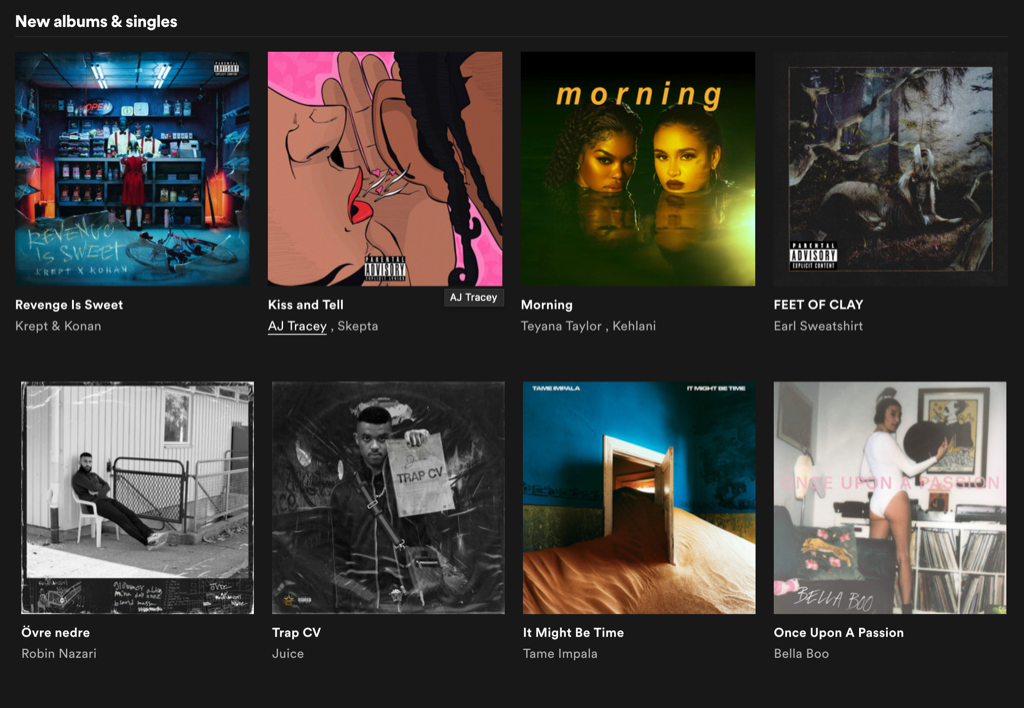 New albums & singles
PARENTAL
ADVISORY
EXPLICIT CONTENT
OPEN
REVENGE
IS SWEET
KREPT X KONAN
PARENTAL
ADVISORY
EXPLICIT LYRICS
morning
PARENTAL
ADVISORY
EXPLICIT CONTENT
AJ Tracey
Revenge Is Sweet
Krept & Konan
Kiss and Tell
AJ Tracey , Skepta
Morning
Teyana Taylor , Kehlani
FEET OF CLAY
Earl Sweatshirt
TRAP CV
TAME IMPALA
IT MIGHT BE TIME
ONCE UPON A PASSION
BELLA BOO
Övre nedre
Robin Nazari
Trap CV
Juice
It Might Be Time
Tame Impala
Once Upon A Passion
Bella Boo